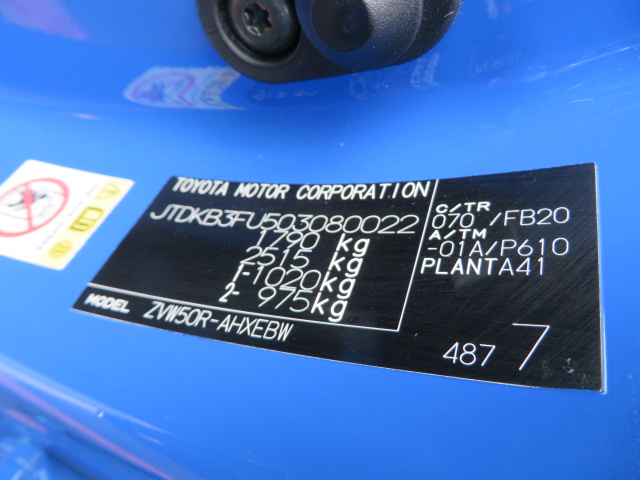 TOYOTA MOTOR CORPORATION
JTDKB3FU503080022
1790 kg
2515 kg
1-1020kg
2- 975kg
MODEL ZVW50R-AHXEBW
C/TR
070 /FB20
A/TM
-01A/P610
PLANTA41
487 7